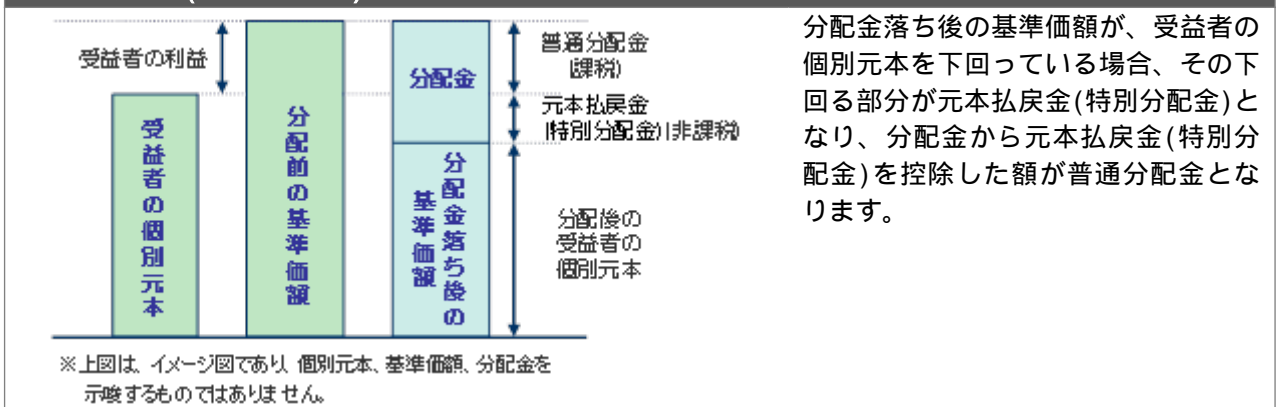 受益者の利益
受益者の個別元本
分配前の基準価額
分配金
分配金落ち後の
基準価額
普通分配金
(課税)
元本払戻金
(特別分配金)(非課税)
分配後の
受益者の
個別元本
※上図は、イメージ図であり、個別元本、基準価額、分配金を
示唆するものではありません。
分配金落ち後の基準価額が、受益者の
個別元本を下回っている場合、その下
回る部分が元本払戻金(特別分配金)と
なり、分配金から元本払戻金(特別分
配金)を控除した額が普通分配金とな
ります。